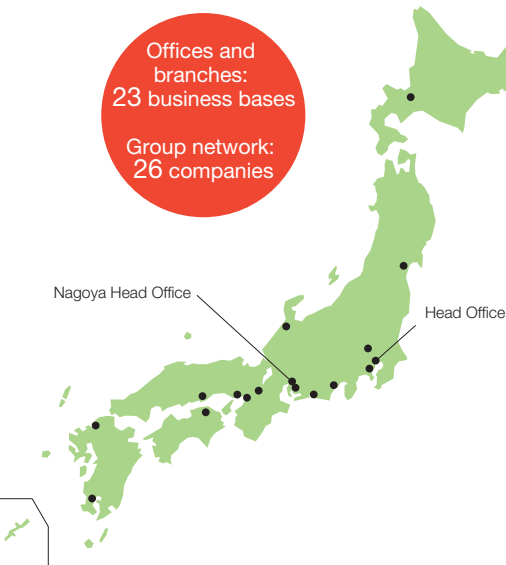 Offices and
branches:
23 business bases
Group network:
26 companies
Nagoya Head Office
Head Office